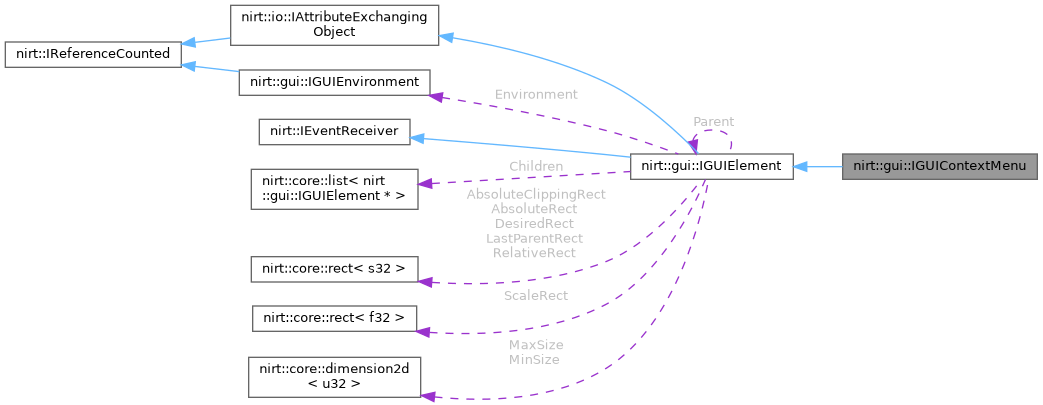 nirt::io::IAttributeExchanging
Object
nirt::IReferenceCounted
nirt::gui::IGUIEnvironment
Environment
nirt::IEventReceiver
Parent
nirt::gui::IGUIElement
nirt::gui::IGUIContextMenu
Children
nirt::core::list< nirt
::gui::IGUIElement * >
AbsoluteClippingRect
AbsoluteRect
DesiredRect
LastParentRect
RelativeRect
nirt::core::rect< s32 >
ScaleRect
nirt::core::rect< f32 >
MaxSize
MinSize
nirt::core::dimension2d
< u32 >